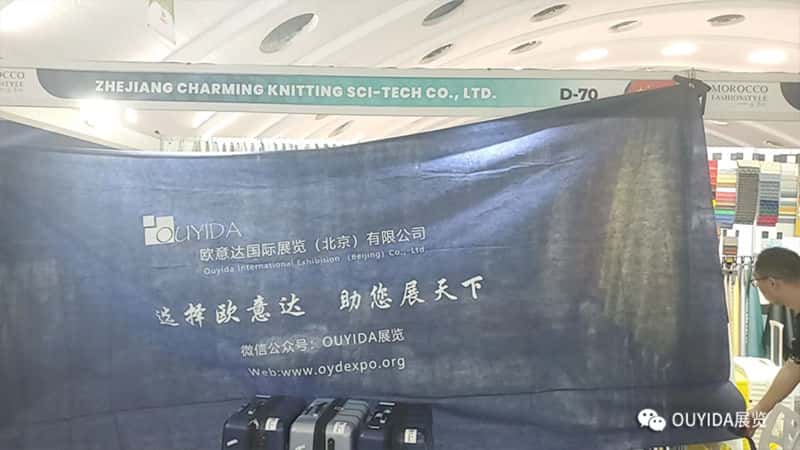 ZHEJIANG CHARMING KNITTING SCI-TECH CO., LTD.
D-70
OCCO
STYLE
MOROCCO
FASHIONSTYLE
OUYIDA
欧意达国际展览（北京）有限公司
Ouyida International Exhibition (Beijing) Co., Ltd
选择欧意达 助您展天下
微信公众号：OUYIDA展览
Web:www.oydexpo.org
OUYIDA展览